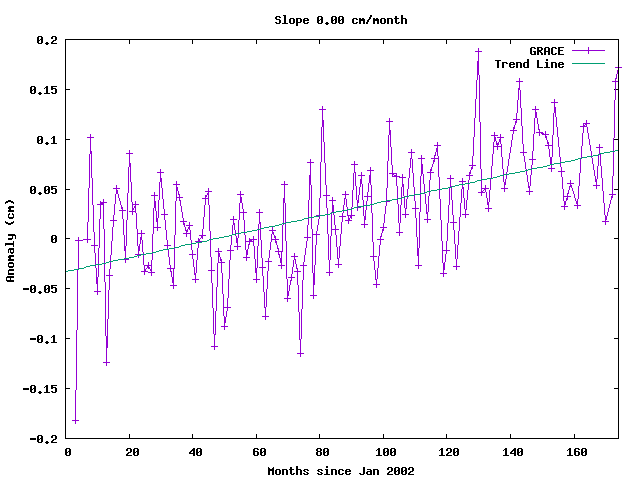 Slope 0.00 cm/month
GRACE
Trend Line
0.2
0.15
0.1
0.05
0
-0.05
-0.1
-0.15
-0.2
Anomaly (cm)
0 20 40 60 80 100 120 140 160
Months since Jan 2002